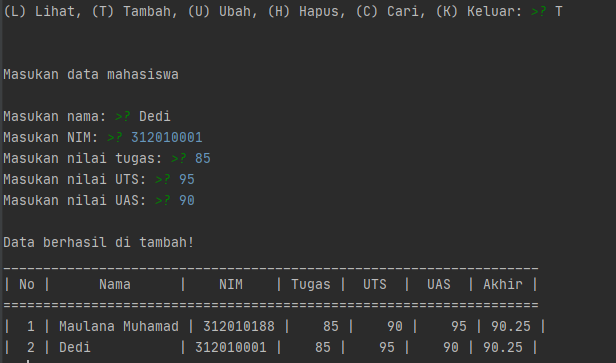 (L) Lihat, (T) Tambah, (U) Ubah, (H) Hapus, (C) Cari, (K) Keluar: >? T
Masukan data mahasiswa
Masukan nama: >? Dedi
Masukan NIM: >? 312010001
Masukan nilai tugas: >? 85
Masukan nilai UTS: >? 95
Masukan nilai UAS: >? 90
Data berhasil di tambah!
___________________________________________________________________
| No |      Nama      |    NIM    | Tugas |  UTS  |  UAS  | Akhir |
===================================================================
|  1 | Maulana Muhamad | 312010188 |    85 |    90 |    95 | 90.25 |
|  2 | Dedi           | 312010001 |    85 |    95 |    90 | 90.25 |